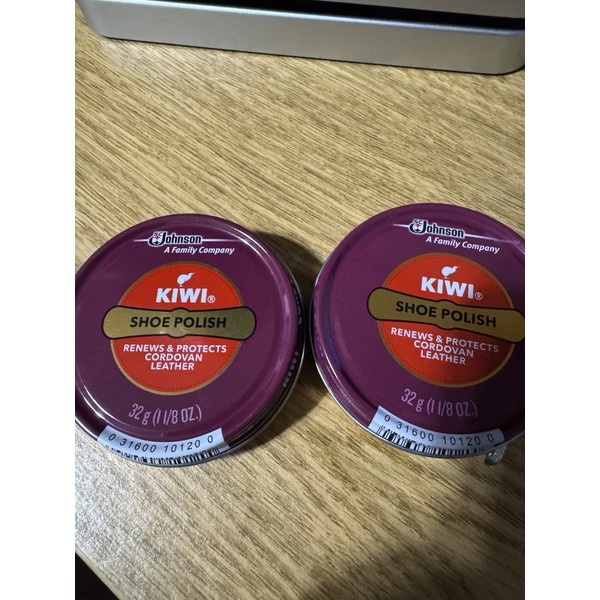 SC Johnson
A Family Company
KIWI®
SHOE POLISH
RENEWS & PROTECTS
CORDOVAN
LEATHER
32 g (1 1/8 OZ.)
0 31600 10120 0
SC Johnson
A Family Company
KIWI®
SHOE POLISH
RENEWS & PROTECTS
CORDOVAN
LEATHER
32 g (1 1/8 OZ.)
0 31600 10120 0